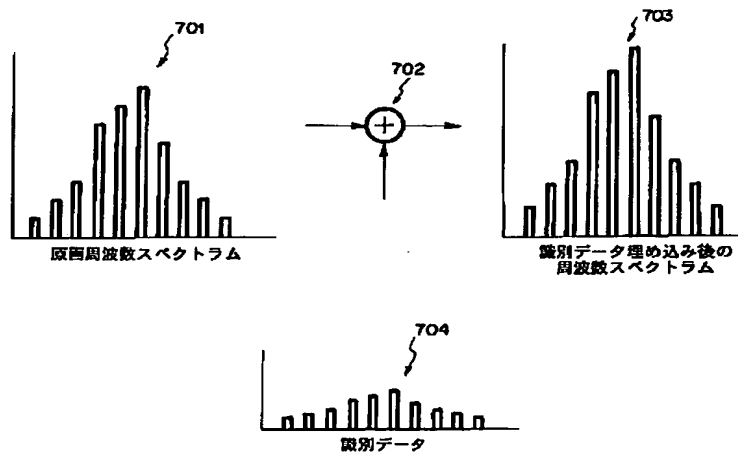 701
702
703
原画周波数スペクトラム
識別データ埋め込み後の
周波数スペクトラム
704
識別データ